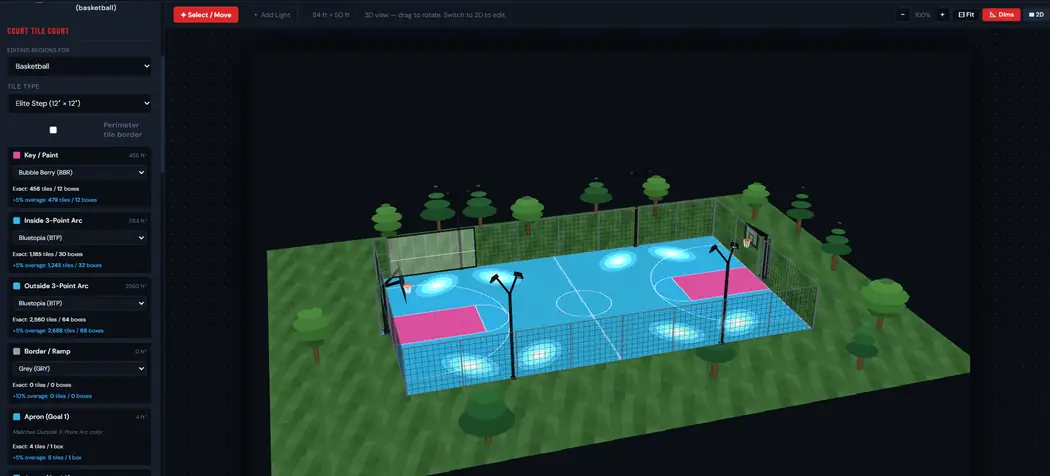 (basketball)
Select / Move
+ Add Light
84 ft × 50 ft
3D view — drag to rotate. Switch to 2D to edit.
−
100%
+
Fit
Dims
2D
COURT TILE COUNT
EDITING REGIONS FOR
Basketball
TILE TYPE
Elite Step (12" × 12")
Perimeter
tile border
Key / Paint
456 ft²
Bubble Berry (BBR)
Exact: 456 tiles / 12 boxes
+5% overage: 479 tiles / 12 boxes
Inside 3-Point Arc
Bluetopia (BTP)
Exact: 1,185 tiles / 30 boxes
+5% overage: 1,245 tiles / 32 boxes
Outside 3-Point Arc
2560 ft²
Bluetopia (BTP)
Exact: 2,560 tiles / 64 boxes
+5% overage: 2,688 tiles / 68 boxes
Border / Ramp
0 ft²
Grey (GRY)
Exact: 0 tiles / 0 boxes
+10% overage: 0 tiles / 0 boxes
Apron (Goal 1)
4 ft²
Matches Outside 3-Point Arc color
Exact: 4 tiles / 1 box
+5% overage: 5 tiles / 1 box